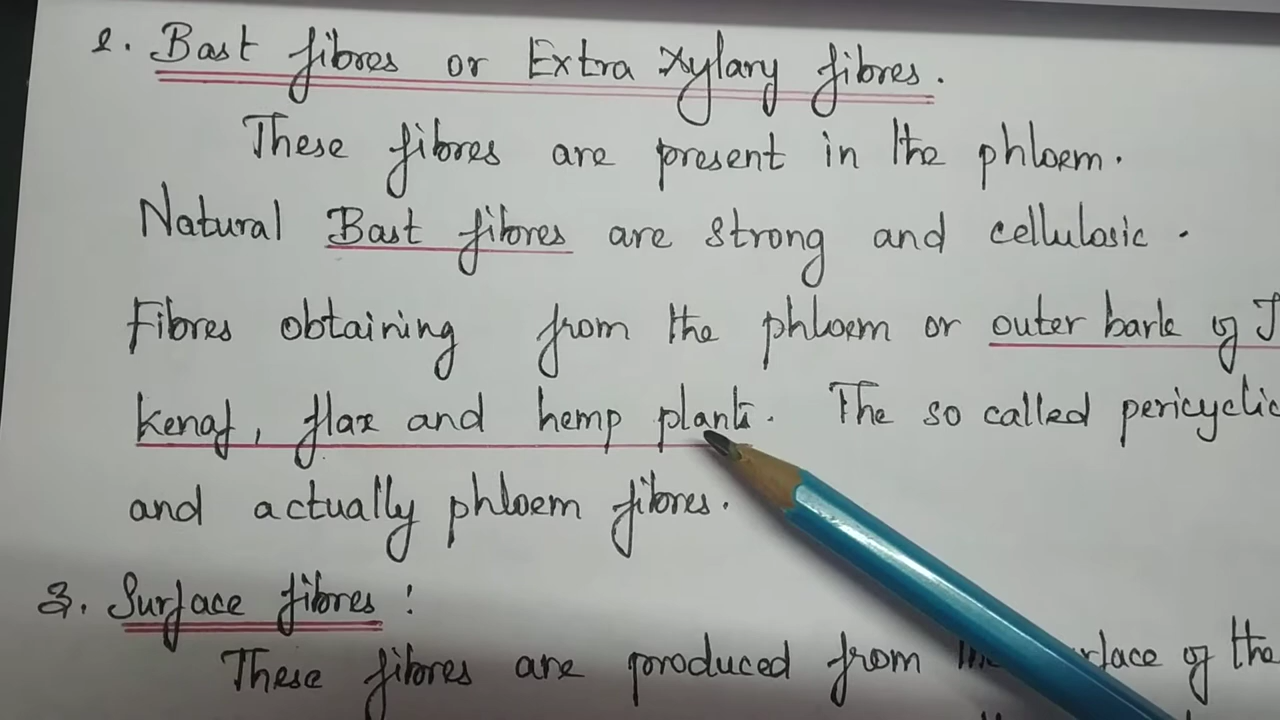 2. Bast fibres or Extra Xylary fibres.
These fibres are present in the phloem.
Natural Bast fibres are strong and cellulosic.
Fibres obtaining from the phloem or outer bark of
kenaf, flax and hemp plants. The so called pericyclic
and actually phloem fibres.
3. Surface fibres :
These fibres are produced from of the